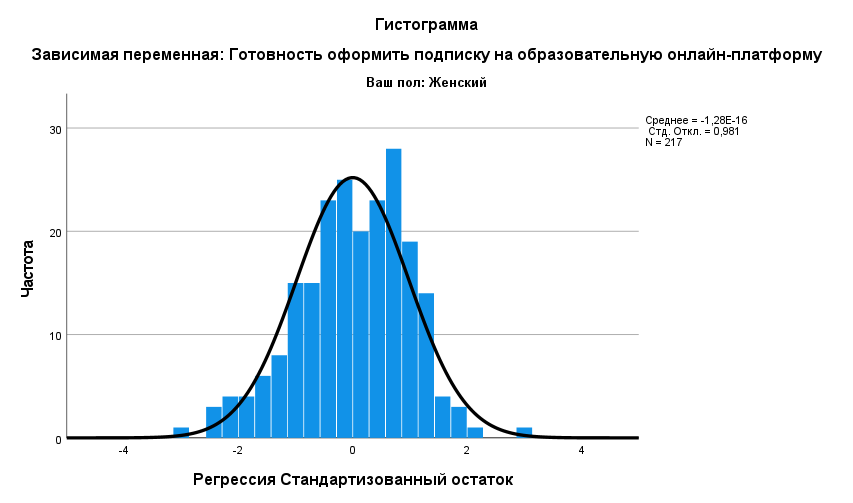 Гистограмма
Зависимая переменная: Готовность оформить подписку на образовательную онлайн-платформу
Ваш пол: Женский
Среднее = -1,28E-16
Стд. Откл. = 0,981
N = 217
30
20
10
0
Частота
-4 -2 0 2 4
Регрессия Стандартизованный остаток